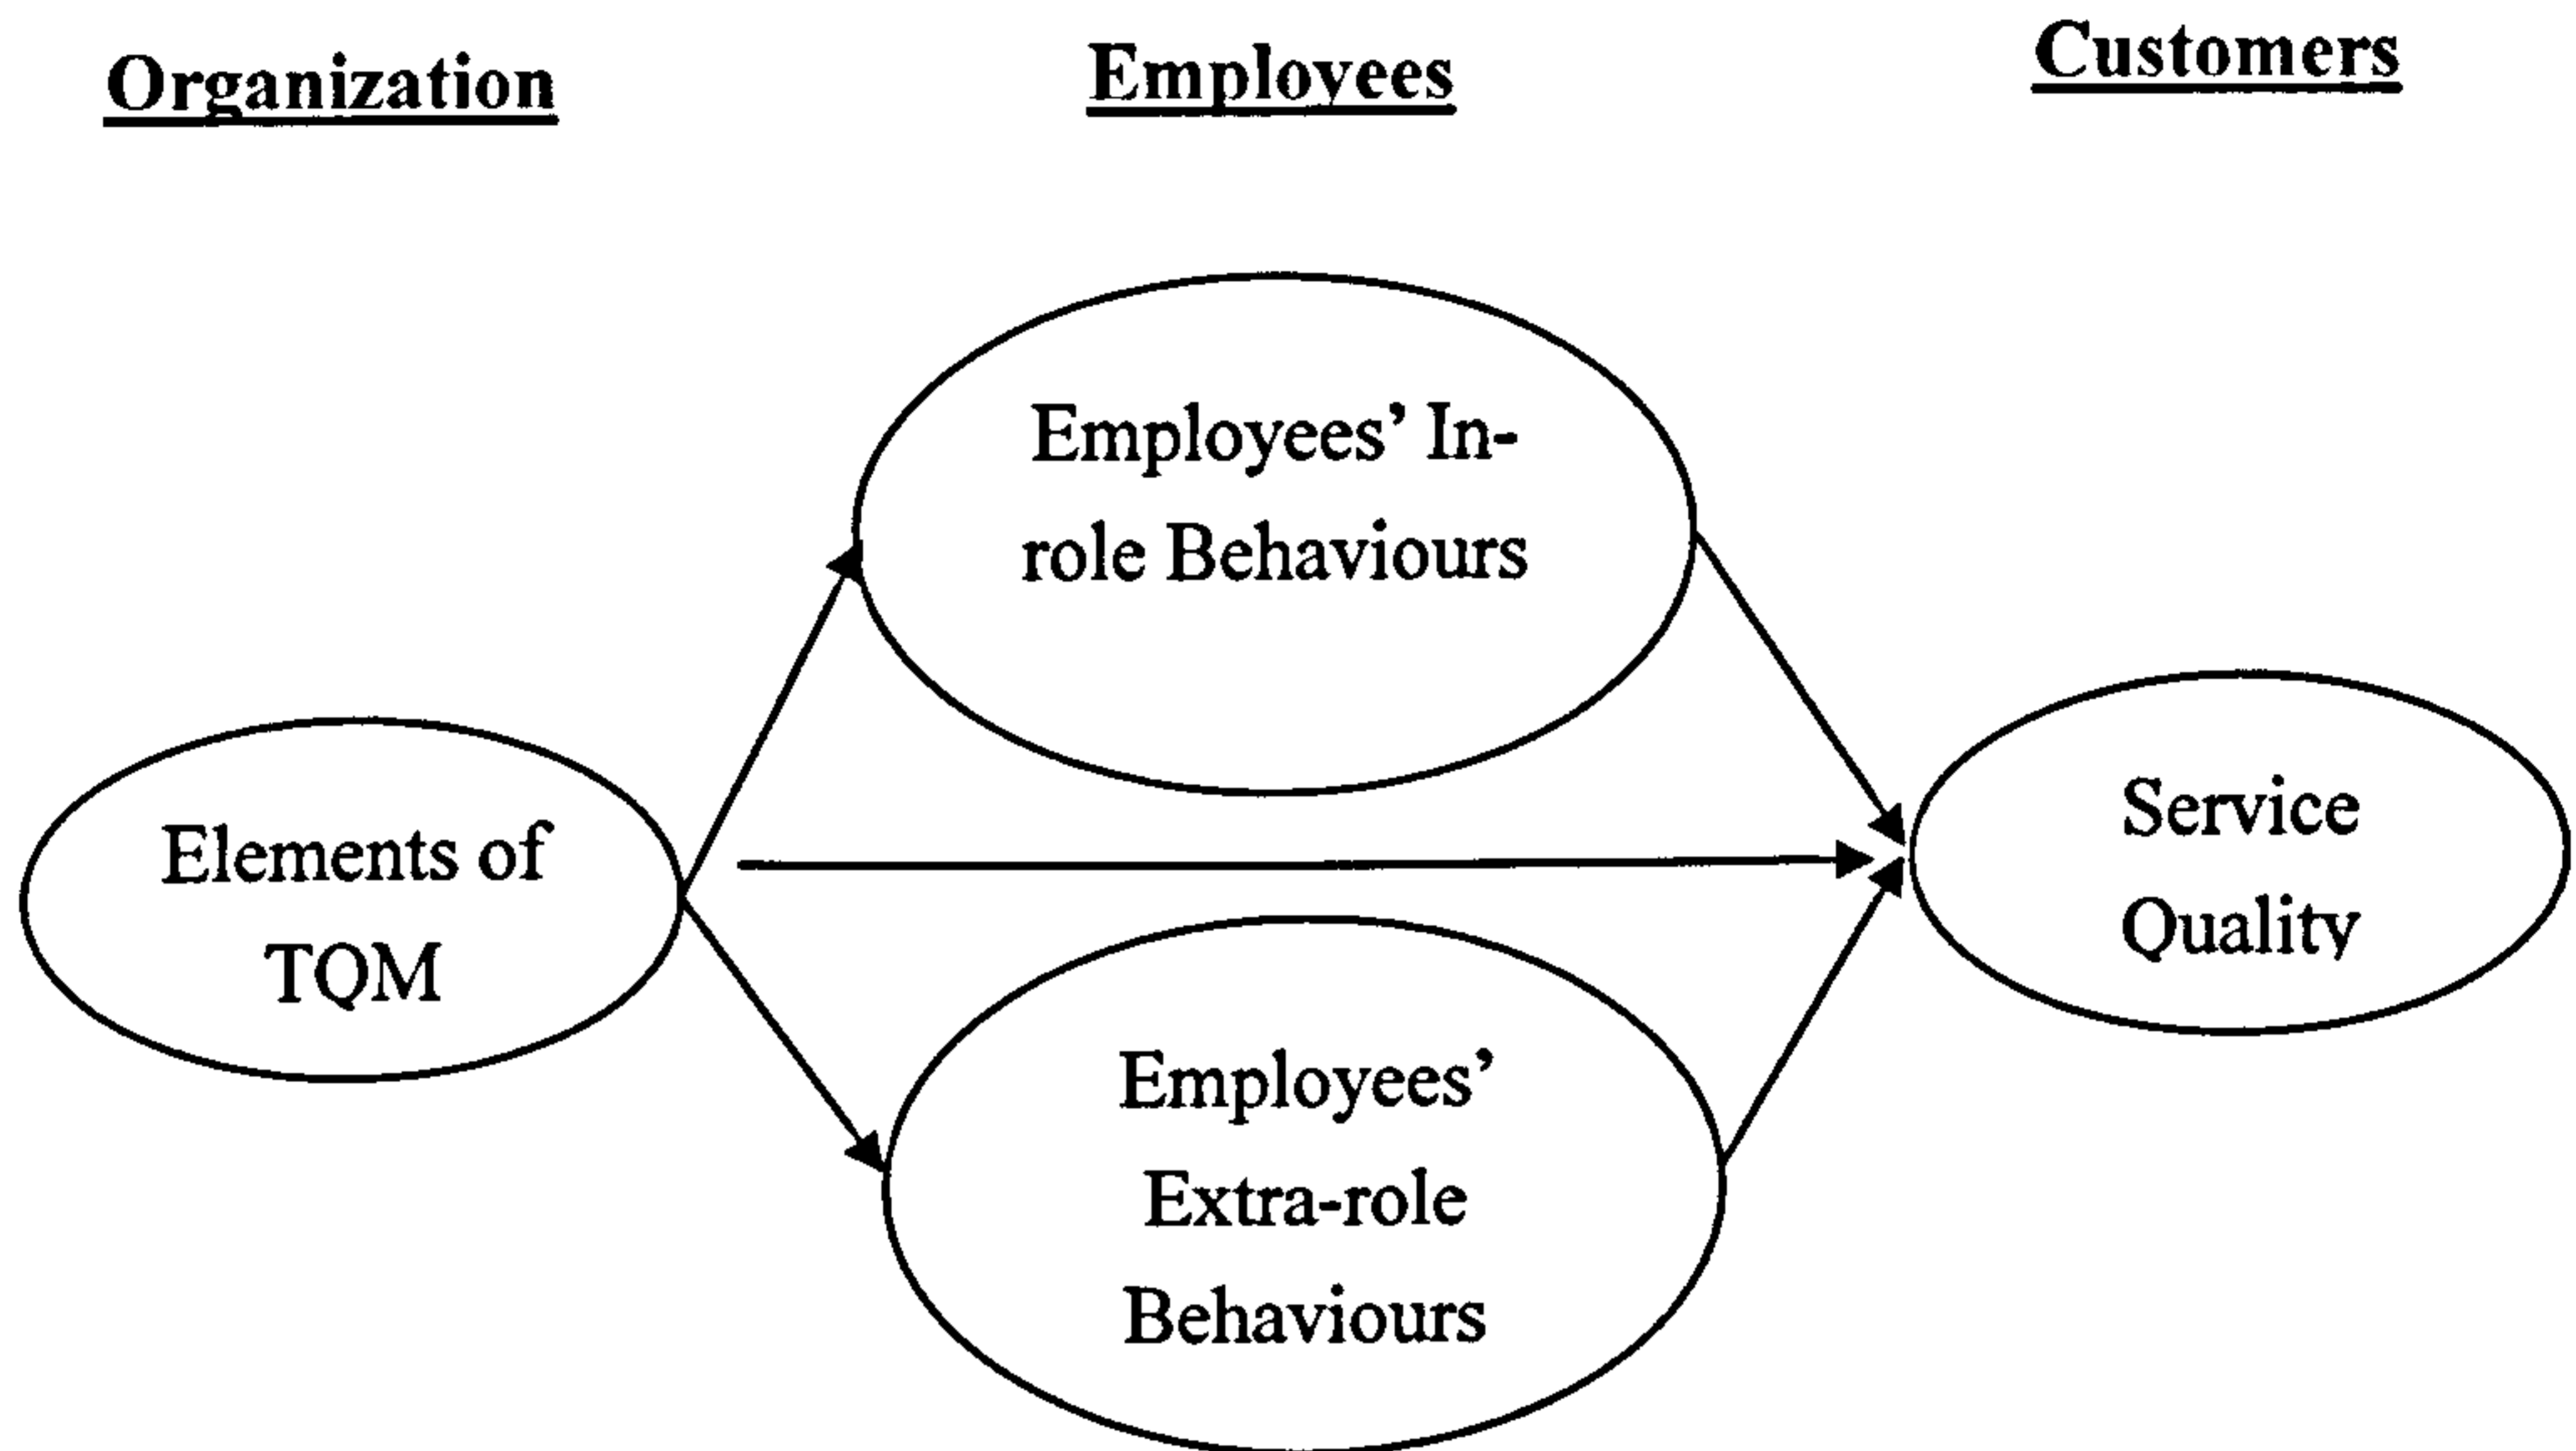 Organization
Employees
Customers
Employees’ In-
role Behaviours
Elements of
TQM
Service
Quality
Employees’
Extra-role
Behaviours